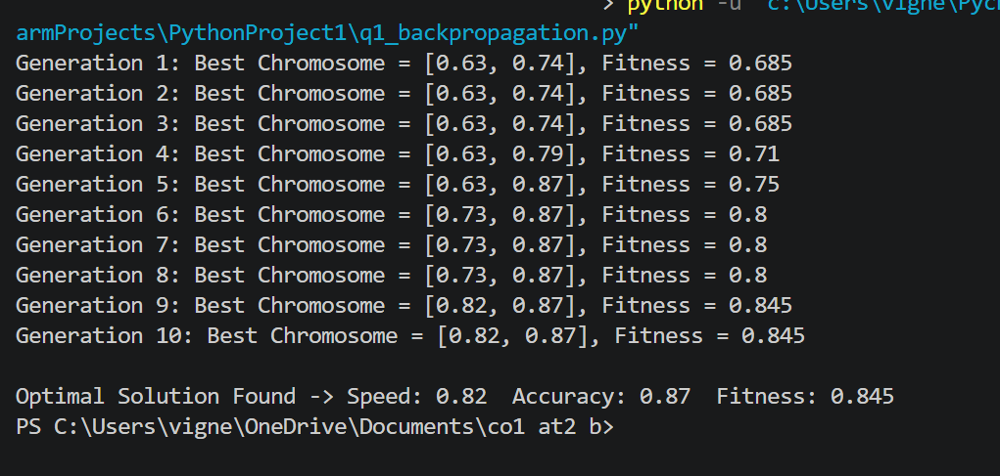 > python -u "c:\Users\vigne\Pych
armProjects\PythonProject1\q1_backpropagation.py"
Generation 1: Best Chromosome = [0.63, 0.74], Fitness = 0.685
Generation 2: Best Chromosome = [0.63, 0.74], Fitness = 0.685
Generation 3: Best Chromosome = [0.63, 0.74], Fitness = 0.685
Generation 4: Best Chromosome = [0.63, 0.79], Fitness = 0.71
Generation 5: Best Chromosome = [0.63, 0.87], Fitness = 0.75
Generation 6: Best Chromosome = [0.73, 0.87], Fitness = 0.8
Generation 7: Best Chromosome = [0.73, 0.87], Fitness = 0.8
Generation 8: Best Chromosome = [0.73, 0.87], Fitness = 0.8
Generation 9: Best Chromosome = [0.82, 0.87], Fitness = 0.845
Generation 10: Best Chromosome = [0.82, 0.87], Fitness = 0.845
Optimal Solution Found -> Speed: 0.82  Accuracy: 0.87  Fitness: 0.845
PS C:\Users\vigne\OneDrive\Documents\co1 at2 b>